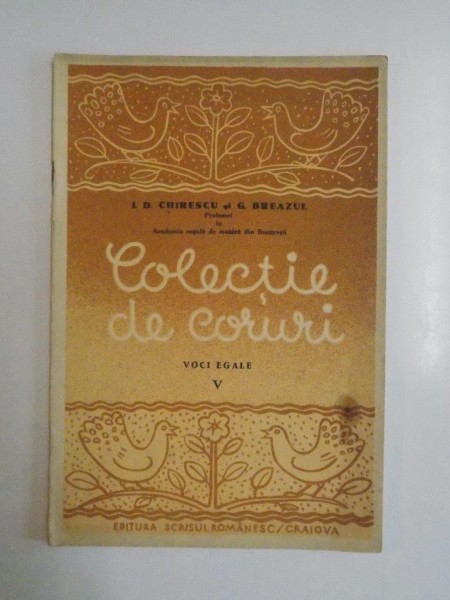 I. D. CHIRESCU și G. BREAZUL
Profesori
la
Academia regală de muzică din București
Colecție
de coruri
VOCI EGALE
V
EDITURA SCRISUL ROMÂNESC/CRAIOVA